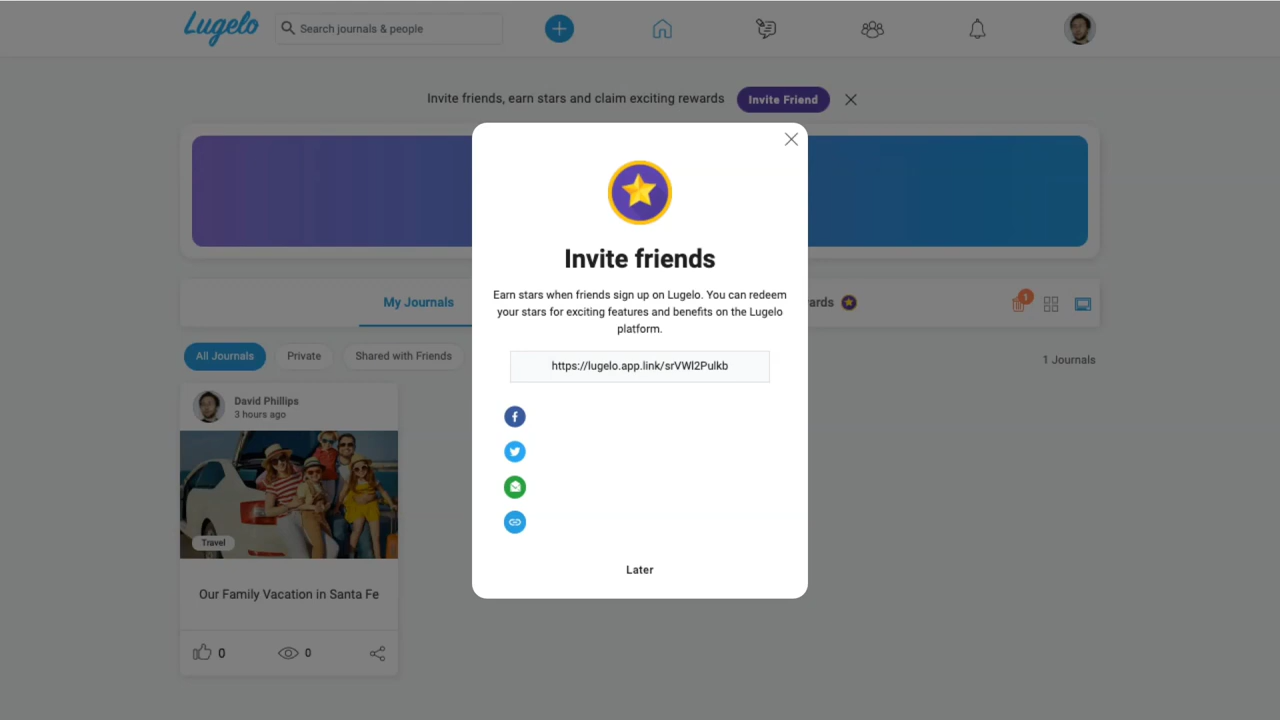 Lugelo
Search journals & people
Invite friends, earn stars and claim exciting rewards
Invite Friend
Invite friends
Earn stars when friends sign up on Lugelo. You can redeem
your stars for exciting features and benefits on the Lugelo
platform.
https://lugelo.app.link/srVWl2Pulkb
Later
My Journals
ards
1
All Journals
Private
Shared with Friends
1 Journals
David Phillips
3 hours ago
Travel
Our Family Vacation in Santa Fe
0
0